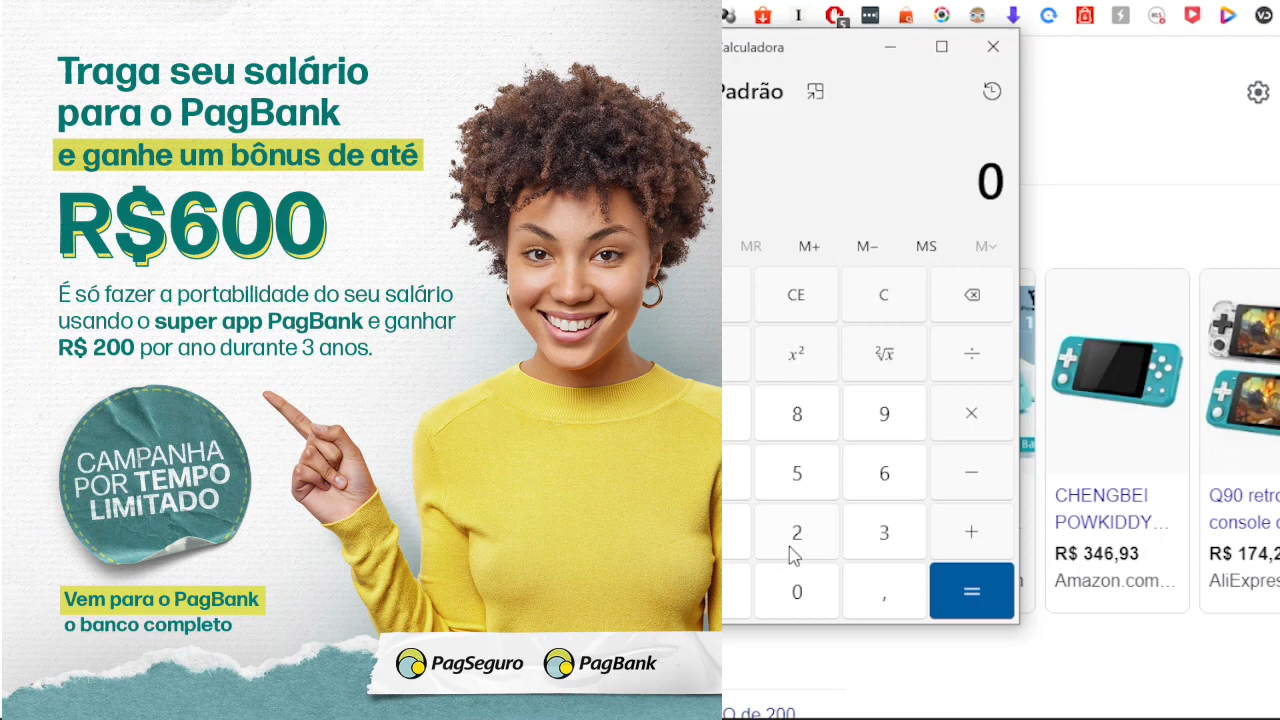 Traga seu salário
para o PagBank
e ganhe um bônus de até
R$600
É só fazer a portabilidade do seu salário
usando o super app PagBank e ganhar
R$ 200 por ano durante 3 anos.
CAMPANHA
POR TEMPO
LIMITADO
Vem para o PagBank
o banco completo
PagSeguro PagBank
alculadora
Padrão
0
MR M+ M− MS M
CE C
x² ²√x ÷
8 9 ×
5 6 −
2 3 +
0 , =
CHENGBEI
POWKIDDY…
R$ 346,93
Amazon.com…
Q90 retro
console d
R$ 174,2
AliExpres
O de 200